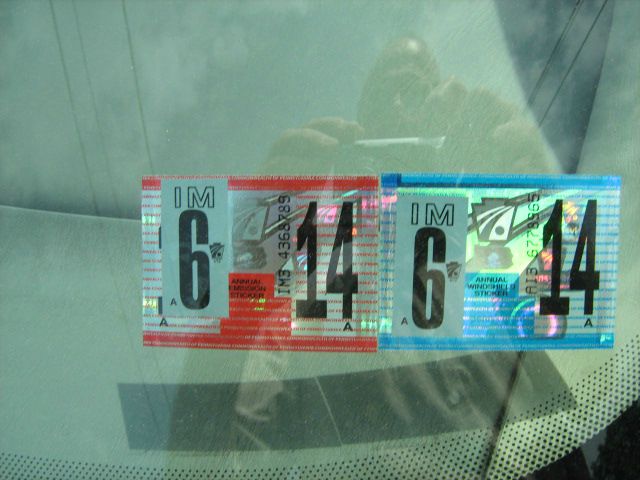 IM
6
A
A
ANNUAL
EMISSION
STICKER
IM3 4368789
14
A
IM
6
A
ANNUAL
WINDSHIELD
STICKER
14
A